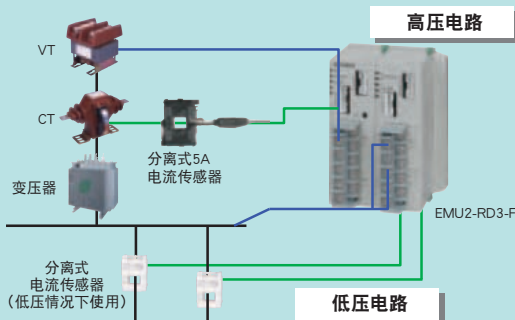 高压电路
VT
CT
分离式5A
电流传感器
变压器
EMU2-RD3-F
分离式
电流传感器
（低压情况下使用）
低压电路